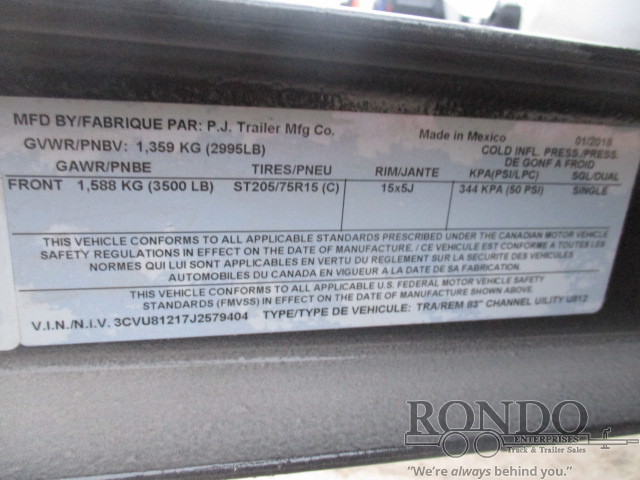 MFD BY/FABRIQUE PAR: P.J. Trailer Mfg Co. Made in Mexico 01/2018
GVWR/PNBV: 1,359 KG (2995LB) COLD INFL. PRESS./PRESS.
DE GONF A FROID
GAWR/PNBE TIRES/PNEU RIM/JANTE KPA(PSI/LPC) SGL/DUAL
FRONT 1,588 KG (3500 LB) ST205/75R15 (C) 15x5J 344 KPA (50 PSI) SINGLE
THIS VEHICLE CONFORMS TO ALL APPLICABLE STANDARDS PRESCRIBED UNDER THE CANADIAN MOTOR VEHICLE
SAFETY REGULATIONS IN EFFECT ON THE DATE OF MANUFACTURE. / CE VEHICULE EST CONFORME A TOUTES LES
NORMES QUI LUI SONT APPLICABLES EN VERTU DU REGLEMENT SUR LA SECURITE DES VEHICULES
AUTOMOBILES DU CANADA EN VIGUEUR A LA DATE DE SA FABRICATION.
THIS VEHICLE CONFORMS TO ALL APPLICABLE U.S. FEDERAL MOTOR VEHICLE SAFETY
STANDARDS (FMVSS) IN EFFECT ON THE DATE OF MANUFACTURE SHOWN ABOVE.
V.I.N./N.I.V. 3CVU81217J2579404 TYPE/TYPE DE VEHICULE: TRA/REM 83" CHANNEL UILITY U812
RONDO
ENTERPRISES
Truck & Trailer Sales
"We're always behind you."